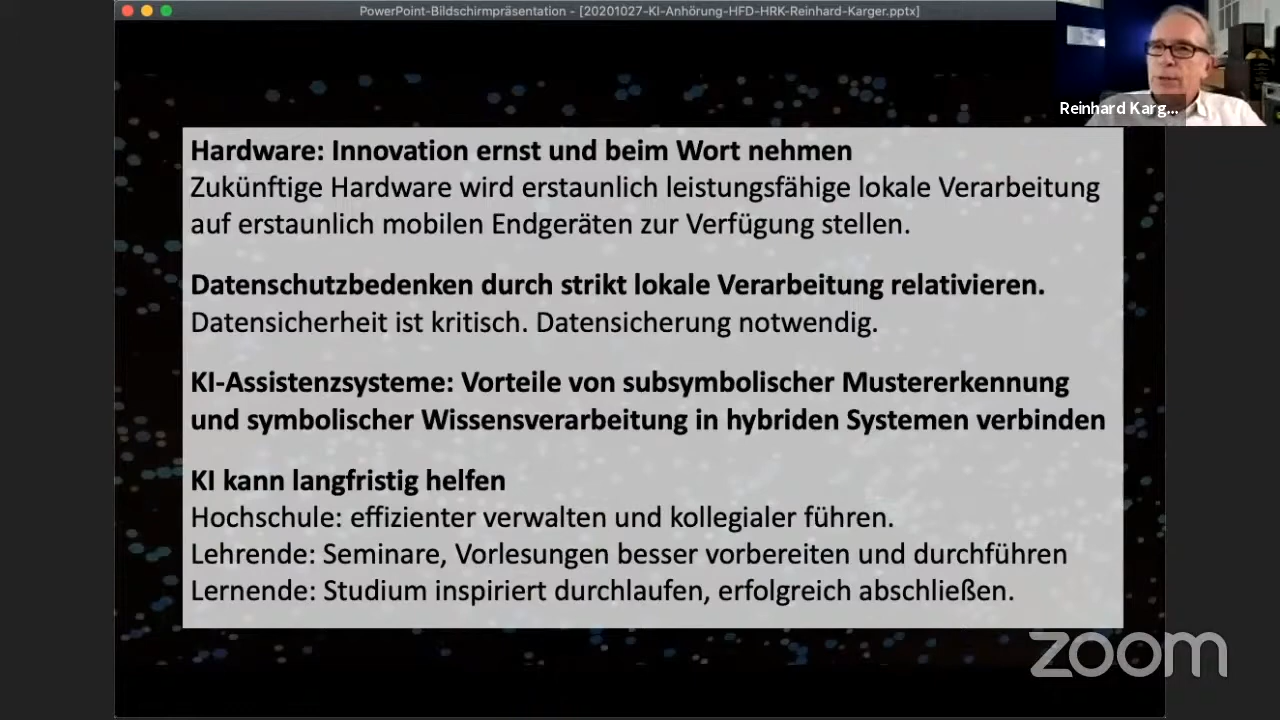 PowerPoint-Bildschirmpräsentation - [20201027-KI-Anhörung-HFD-HRK-Reinhard-Karger.pptx]
Reinhard Karg...
Hardware: Innovation ernst und beim Wort nehmen
Zukünftige Hardware wird erstaunlich leistungsfähige lokale Verarbeitung
auf erstaunlich mobilen Endgeräten zur Verfügung stellen.
Datenschutzbedenken durch strikt lokale Verarbeitung relativieren.
Datensicherheit ist kritisch. Datensicherung notwendig.
KI-Assistenzsysteme: Vorteile von subsymbolischer Mustererkennung
und symbolischer Wissensverarbeitung in hybriden Systemen verbinden
KI kann langfristig helfen
Hochschule: effizienter verwalten und kollegialer führen.
Lehrende: Seminare, Vorlesungen besser vorbereiten und durchführen
Lernende: Studium inspiriert durchlaufen, erfolgreich abschließen.
zoom